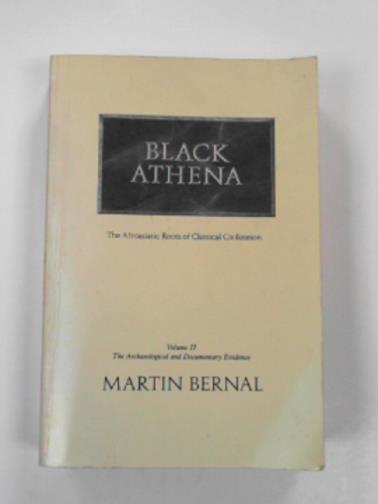 BLACK
ATHENA
The Afroasiatic Roots of Classical Civilization
Volume II
The Archaeological and Documentary Evidence
MARTIN BERNAL